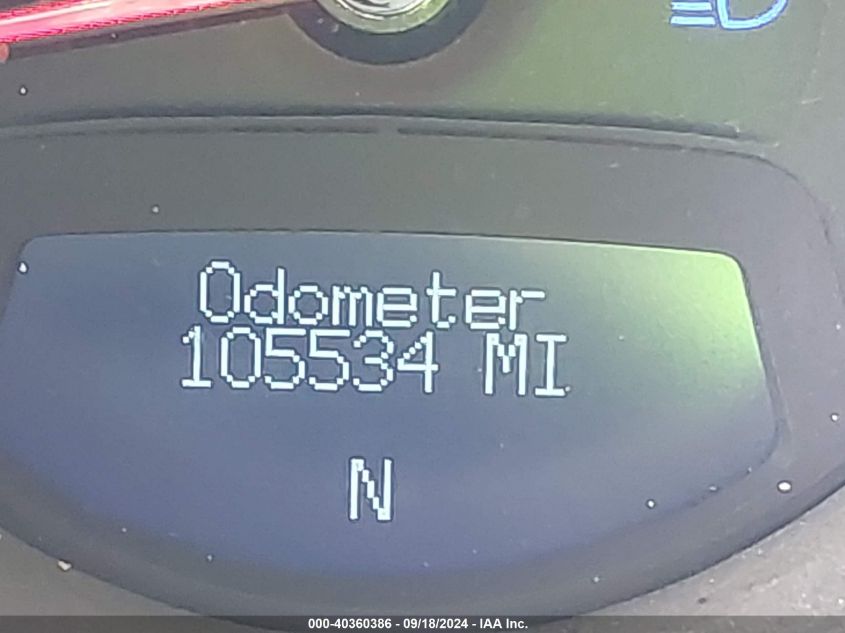 Odometer
105534 MI
N
000-40360386 - 09/18/2024 - IAA Inc.